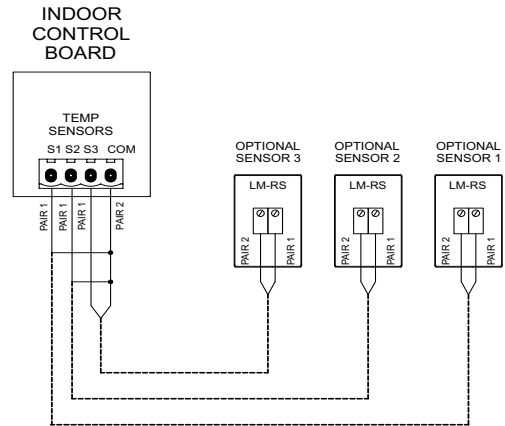 INDOOR
CONTROL
BOARD
TEMP
SENSORS
S1 S2 S3 COM
PAIR 1
PAIR 1
PAIR 1
PAIR 2
OPTIONAL
SENSOR 3
LM-RS
PAIR 2
PAIR 1
OPTIONAL
SENSOR 2
LM-RS
PAIR 2
PAIR 1
OPTIONAL
SENSOR 1
LM-RS
PAIR 2
PAIR 1